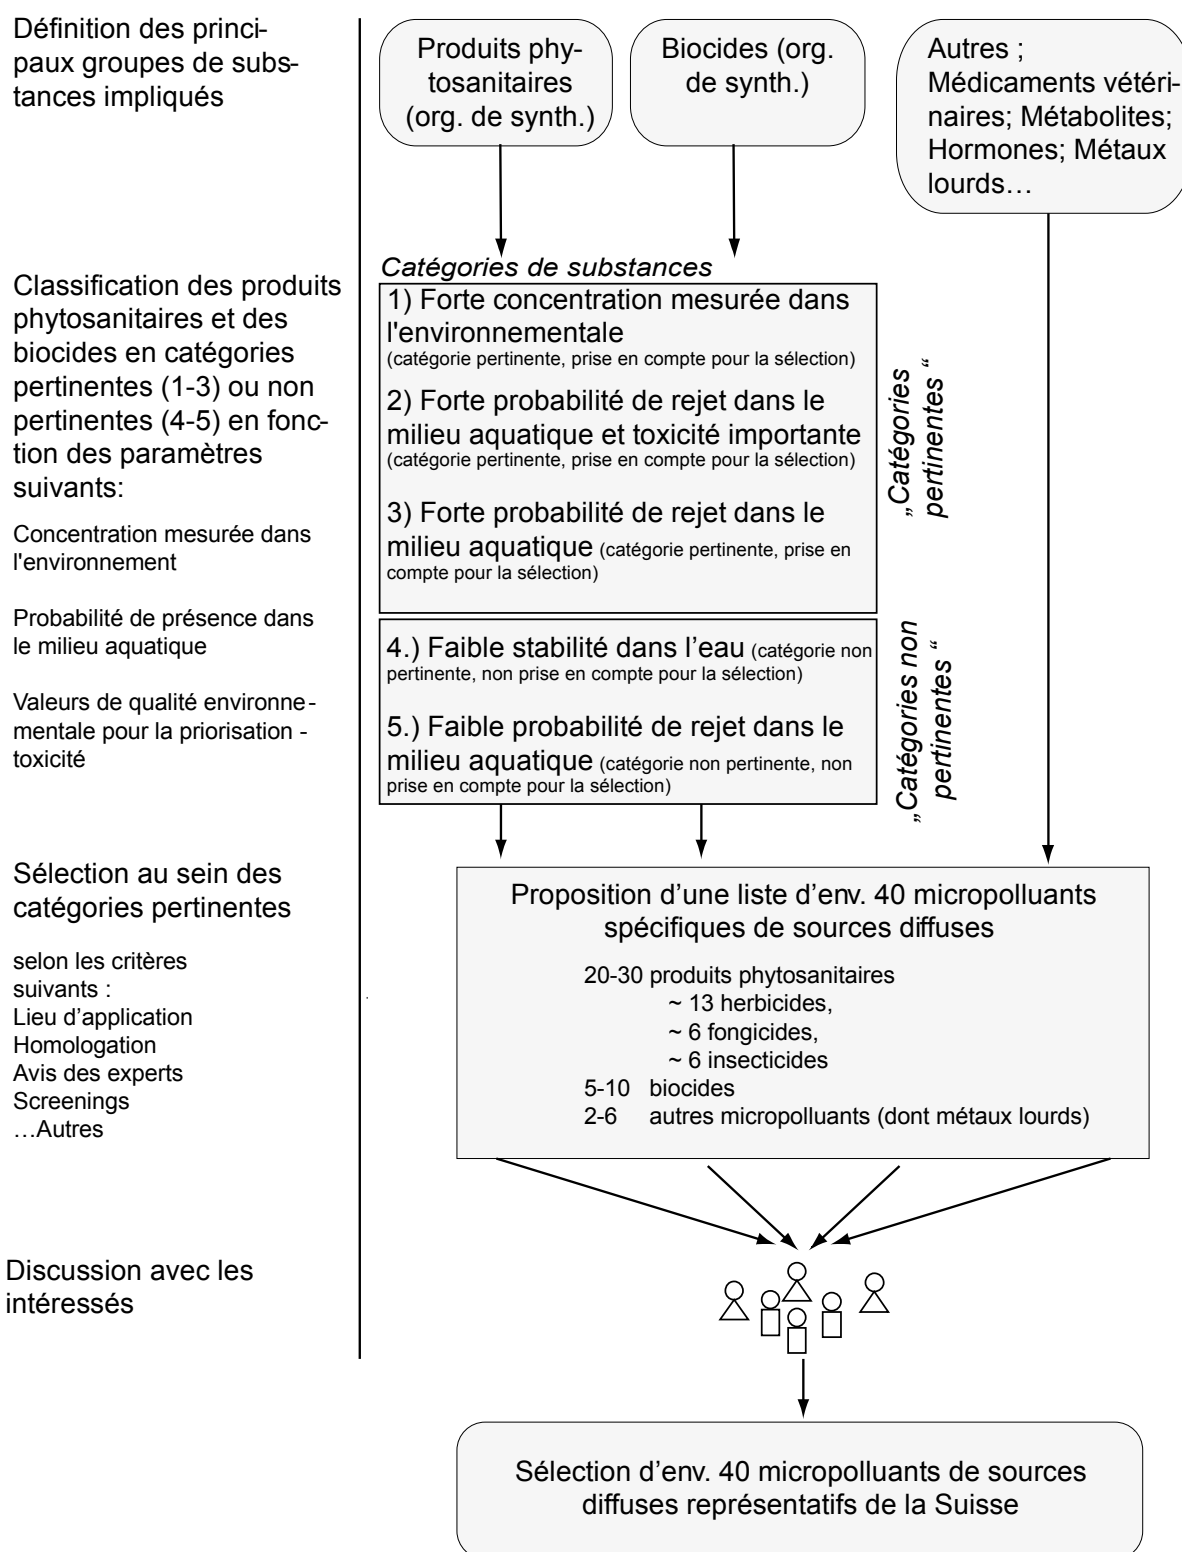 Définition des princi-
paux groupes de subs-
tances impliqués
Produits phy-
tosanitaires
(org. de synth.)
Biocides (org.
de synth.)
Autres ;
Médicaments vétéri-
naires; Métabolites;
Hormones; Métaux
lourds…
Classification des produits
phytosanitaires et des
biocides en catégories
pertinentes (1-3) ou non
pertinentes (4-5) en fonc-
tion des paramètres
suivants:
Concentration mesurée dans
l'environnement
Probabilité de présence dans
le milieu aquatique
Valeurs de qualité environne-
mentale pour la priorisation -
toxicité
Catégories de substances
1) Forte concentration mesurée dans
l'environnementale
(catégorie pertinente, prise en compte pour la sélection)
2) Forte probabilité de rejet dans le
milieu aquatique et toxicité importante
(catégorie pertinente, prise en compte pour la sélection)
3) Forte probabilité de rejet dans le
milieu aquatique (catégorie pertinente, prise en
compte pour la sélection)
„Catégories
pertinentes “
4.) Faible stabilité dans l’eau (catégorie non
pertinente, non prise en compte pour la sélection)
5.) Faible probabilité de rejet dans le
milieu aquatique (catégorie non pertinente, non
prise en compte pour la sélection)
„Catégories non
pertinentes “
Sélection au sein des
catégories pertinentes
selon les critères
suivants :
Lieu d’application
Homologation
Avis des experts
Screenings
…Autres
Proposition d’une liste d’env. 40 micropolluants
spécifiques de sources diffuses
20-30 produits phytosanitaires
~ 13 herbicides,
~ 6 fongicides,
~ 6 insecticides
5-10 biocides
2-6 autres micropolluants (dont métaux lourds)
Discussion avec les
intéressés
Sélection d’env. 40 micropolluants de sources
diffuses représentatifs de la Suisse